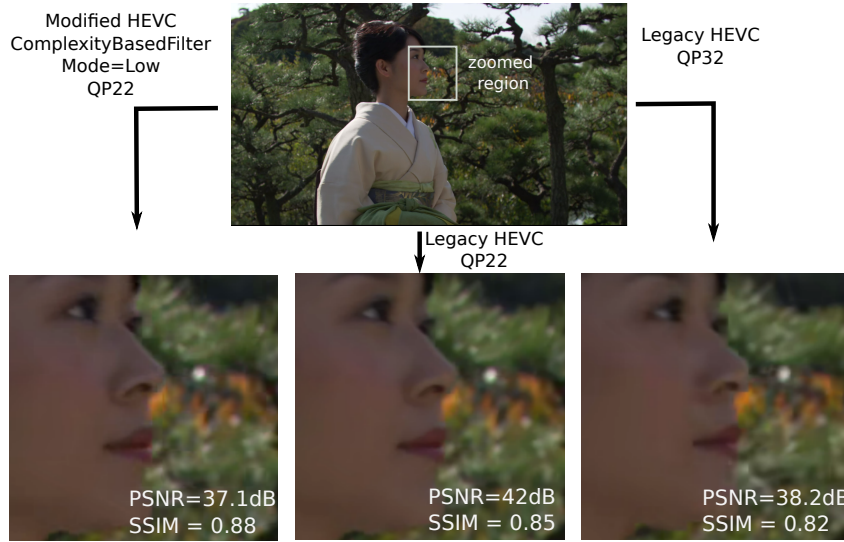 Modified HEVC
ComplexityBasedFilter
Mode=Low
QP22
zoomed
region
Legacy HEVC
QP32
Legacy HEVC
QP22
PSNR=37.1dB
SSIM = 0.88
PSNR=42dB
SSIM = 0.85
PSNR=38.2dB
SSIM = 0.82